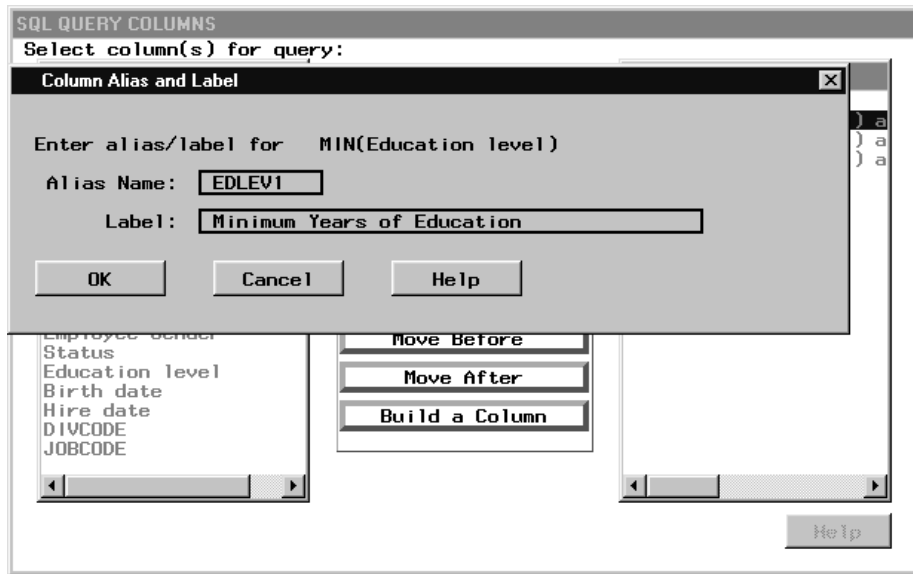 SQL QUERY COLUMNS
Select column(s) for query:
Column Alias and Label
Enter alias/label for MIN(Education level)
Alias Name: EDLEV1
Label: Minimum Years of Education
OK Cancel Help
) a
) a
) a
Employee Gender
Status
Education level
Birth date
Hire date
DIVCODE
JOBCODE
Move Before
Move After
Build a Column
Help